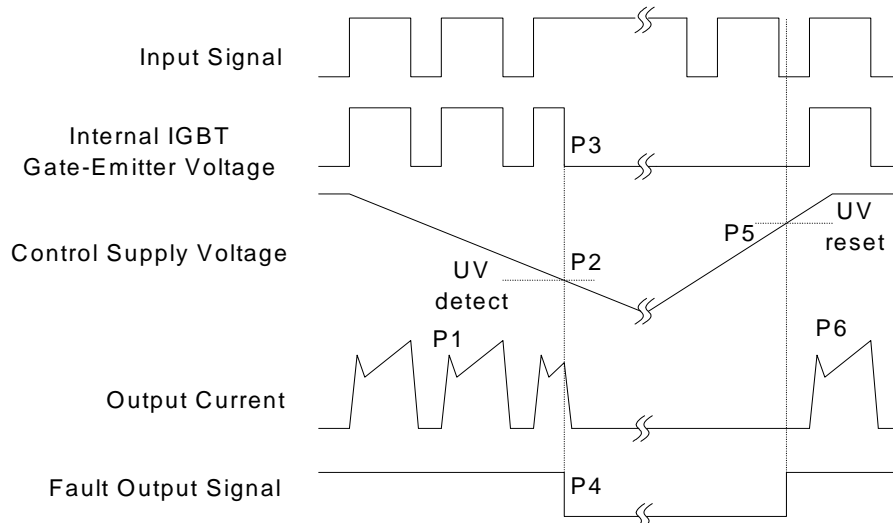 Input Signal
Internal IGBT
Gate-Emitter Voltage
P3
Control Supply Voltage
UV
detect
P2
P5
UV
reset
P1
P6
Output Current
Fault Output Signal
P4